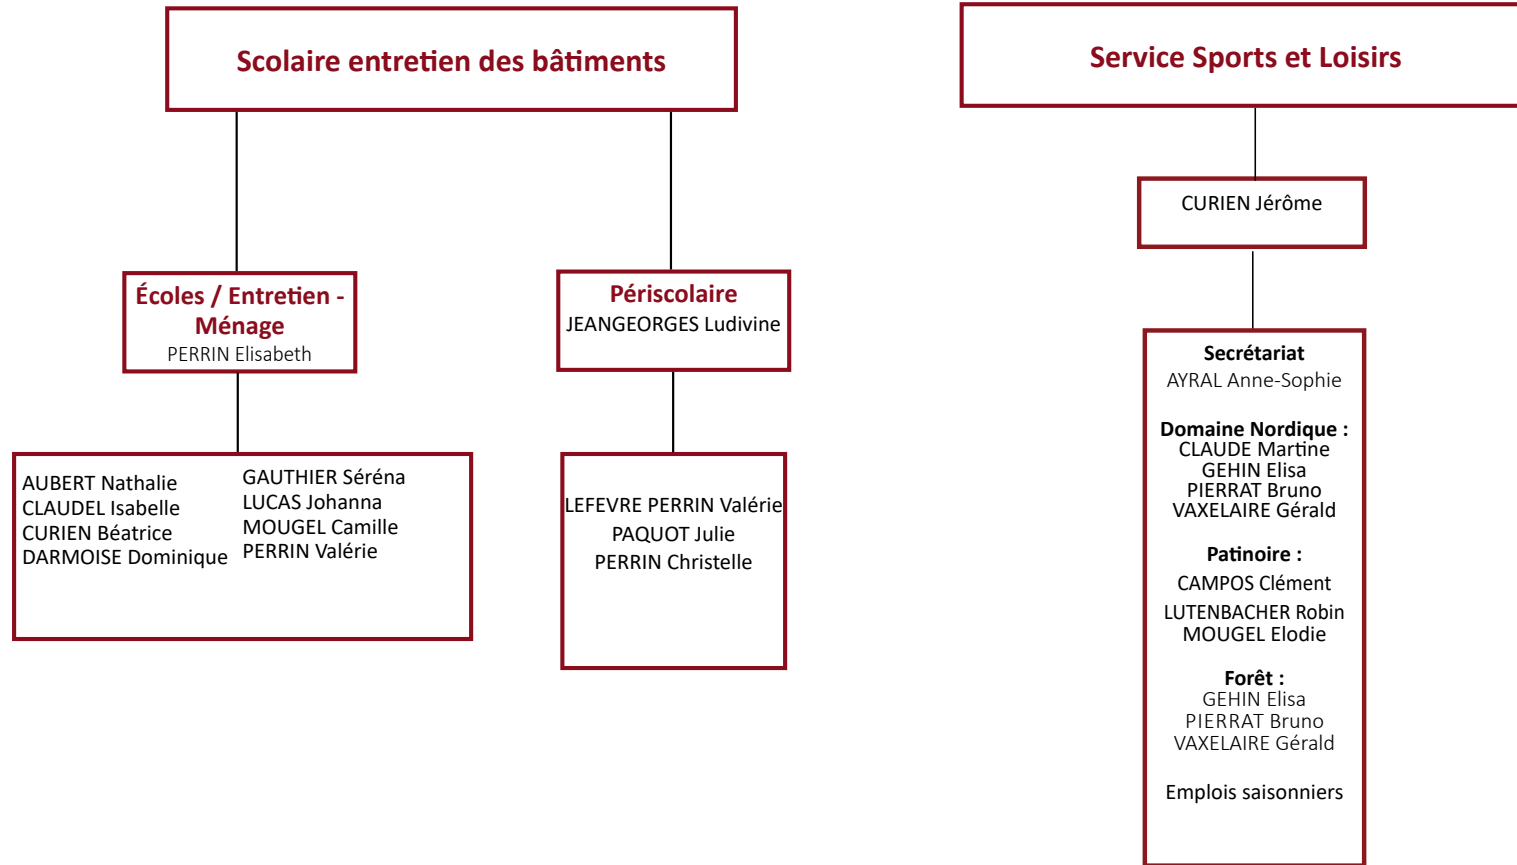 Scolaire entretien des bâtiments
Écoles / Entretien -
Ménage
PERRIN Elisabeth
AUBERT Nathalie
CLAUDEL Isabelle
CURIEN Béatrice
DARMOISE Dominique
GAUTHIER Séréna
LUCAS Johanna
MOUGEL Camille
PERRIN Valérie
Périscolaire
JEANGEORGES Ludivine
LEFEVRE PERRIN Valérie
PAQUOT Julie
PERRIN Christelle
Service Sports et Loisirs
CURIEN Jérôme
Secrétariat
AYRAL Anne-Sophie
Domaine Nordique :
CLAUDE Martine
GEHIN Elisa
PIERRAT Bruno
VAXELAIRE Gérald
Patinoire :
CAMPOS Clément
LUTENBACHER Robin
MOUGEL Elodie
Forêt :
GEHIN Elisa
PIERRAT Bruno
VAXELAIRE Gérald
Emplois saisonniers